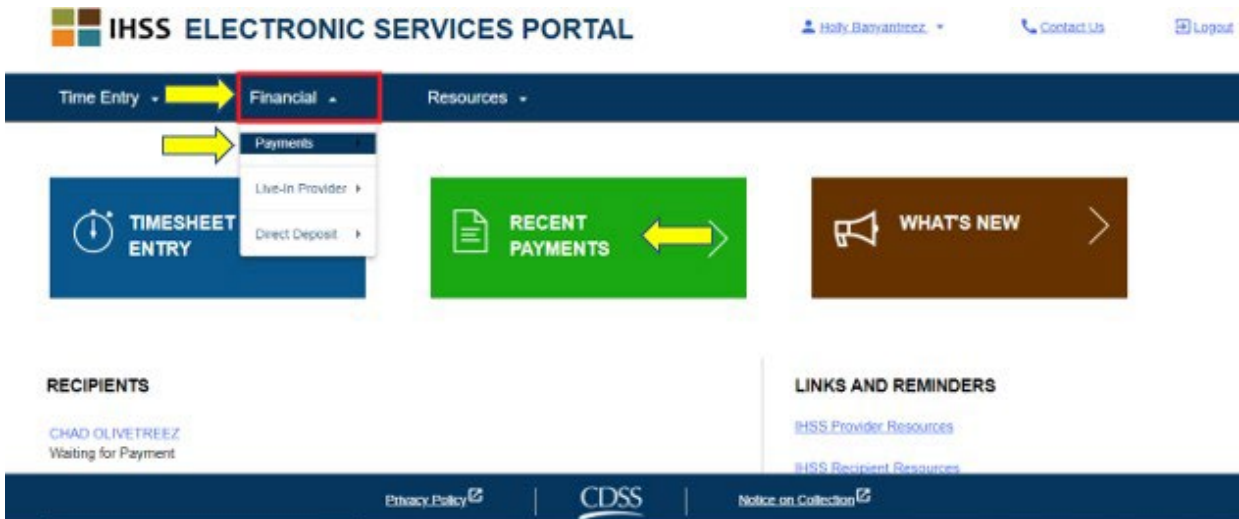 IHSS ELECTRONIC SERVICES PORTAL
Holly Banyantreez
Contact Us
Logout
Time Entry
Financial
Resources
Payments
Live-In Provider
Direct Deposit
TIMESHEET
ENTRY
RECENT
PAYMENTS
WHAT'S NEW
RECIPIENTS
CHAD OLIVETREEZ
Waiting for Payment
LINKS AND REMINDERS
IHSS Provider Resources
IHSS Recipient Resources
Privacy Policy
CDSS
Notice on Collection